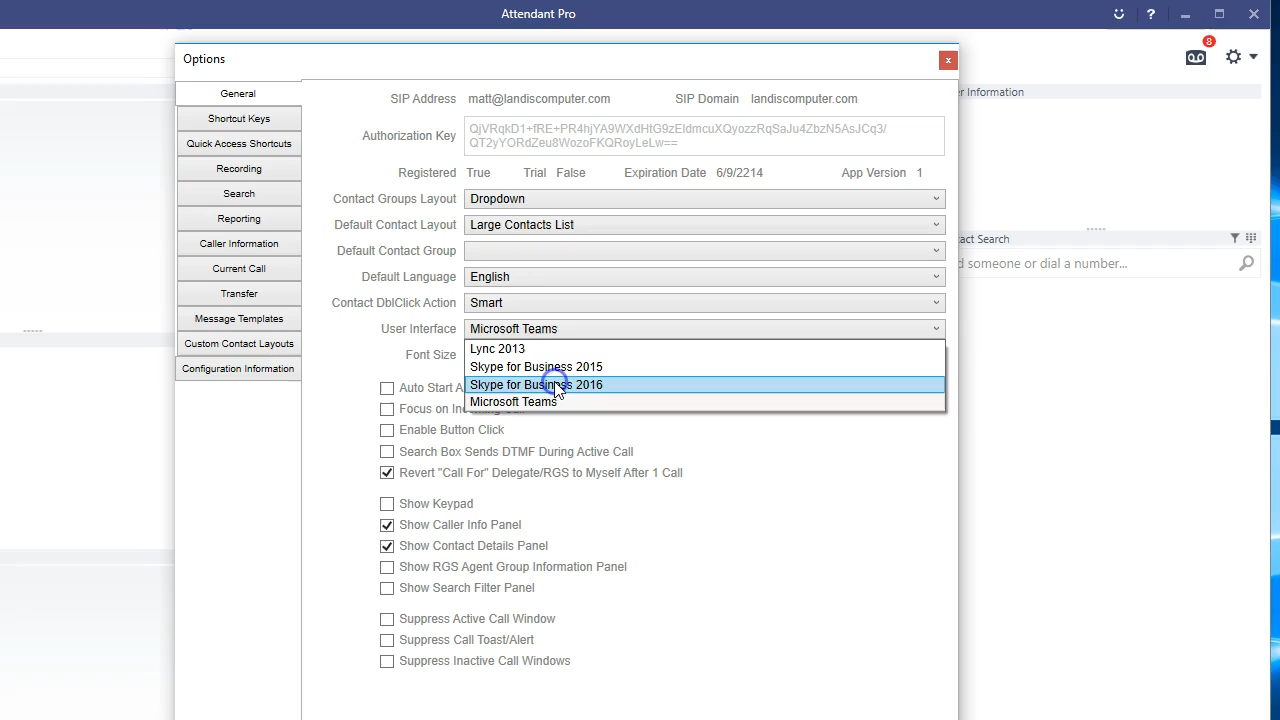 Attendant Pro
?
8
Options
x
General
Shortcut Keys
Quick Access Shortcuts
Recording
Search
Reporting
Caller Information
Current Call
Transfer
Message Templates
Custom Contact Layouts
Configuration Information
SIP Address matt@landiscomputer.com SIP Domain landiscomputer.com
Authorization Key
QjVRqkD1+fRE+PR4hjYA9WXdHtG9zEIdmcuXQyozzRqSaJu4ZbzN5AsJCq3/
QT2yYORdZeu8WozoFKQRoyLeLw==
Registered True Trial False Expiration Date 6/9/2214 App Version 1
Contact Groups Layout Dropdown
Default Contact Layout Large Contacts List
Default Contact Group
Default Language English
Contact DblClick Action Smart
User Interface Microsoft Teams
Font Size
Lync 2013
Skype for Business 2015
Skype for Business 2016
Microsoft Teams
Auto Start A
Focus on Incoming Call
Enable Button Click
Search Box Sends DTMF During Active Call
Revert "Call For" Delegate/RGS to Myself After 1 Call
Show Keypad
Show Caller Info Panel
Show Contact Details Panel
Show RGS Agent Group Information Panel
Show Search Filter Panel
Suppress Active Call Window
Suppress Call Toast/Alert
Suppress Inactive Call Windows
er Information
act Search
d someone or dial a number...